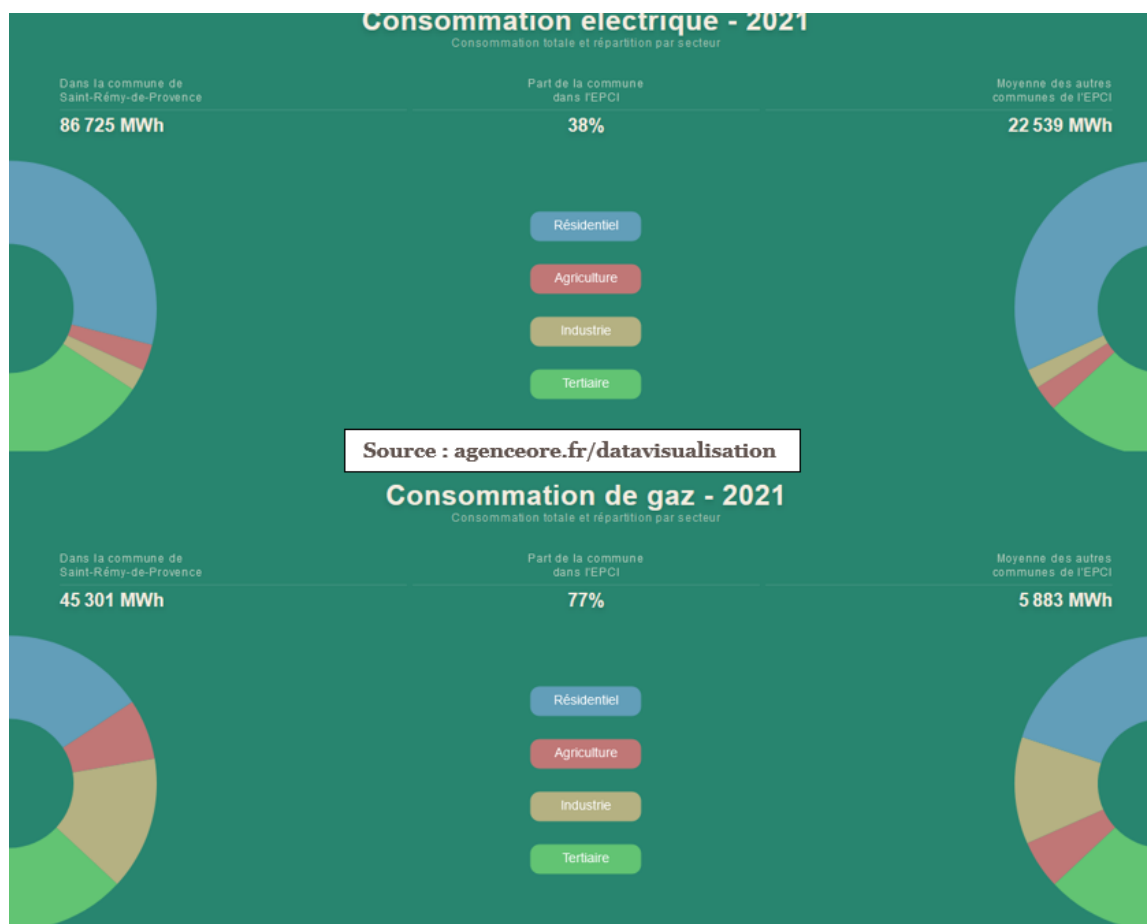 Consommation électrique - 2021
Consommation totale et répartition par secteur
Dans la commune de
Saint-Rémy-de-Provence
86 725 MWh
Part de la commune
dans l'EPCI
38%
Moyenne des autres
communes de l'EPCI
22 539 MWh
Résidentiel
Agriculture
Industrie
Tertiaire
Source : agenceore.fr/datavisualisation
Consommation de gaz - 2021
Consommation totale et répartition par secteur
Dans la commune de
Saint-Rémy-de-Provence
45 301 MWh
Part de la commune
dans l'EPCI
77%
Moyenne des autres
communes de l'EPCI
5 883 MWh
Résidentiel
Agriculture
Industrie
Tertiaire